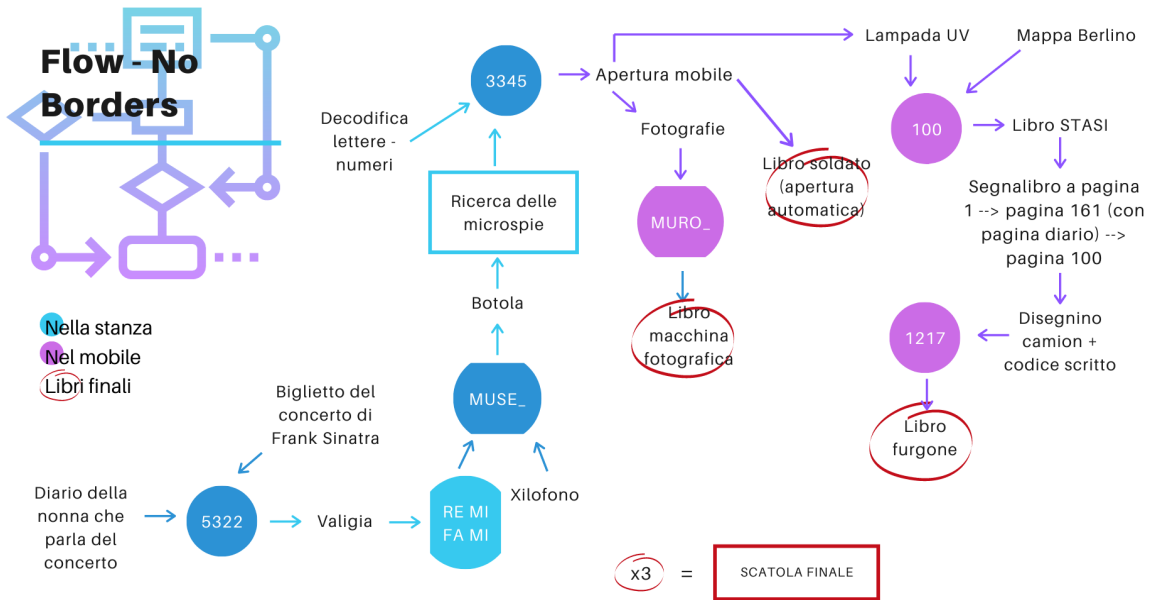 Flow - No
Borders
Nella stanza
Nel mobile
Libri finali
Diario della
nonna che
parla del
concerto
Biglietto del
concerto di
Frank Sinatra
5322
Valigia
RE MI
FA MI
Xilofono
MUSE_
Botola
Ricerca delle
microspie
Decodifica
lettere -
numeri
3345
Apertura mobile
Fotografie
MURO_
Libro
macchina
fotografica
Libro soldato
(apertura
automatica)
Lampada UV
Mappa Berlino
100
Libro STASI
Segnalibro a pagina
1 --> pagina 161 (con
pagina diario) -->
pagina 100
Disegnino
camion +
codice scritto
1217
Libro
furgone
x3
=
SCATOLA FINALE